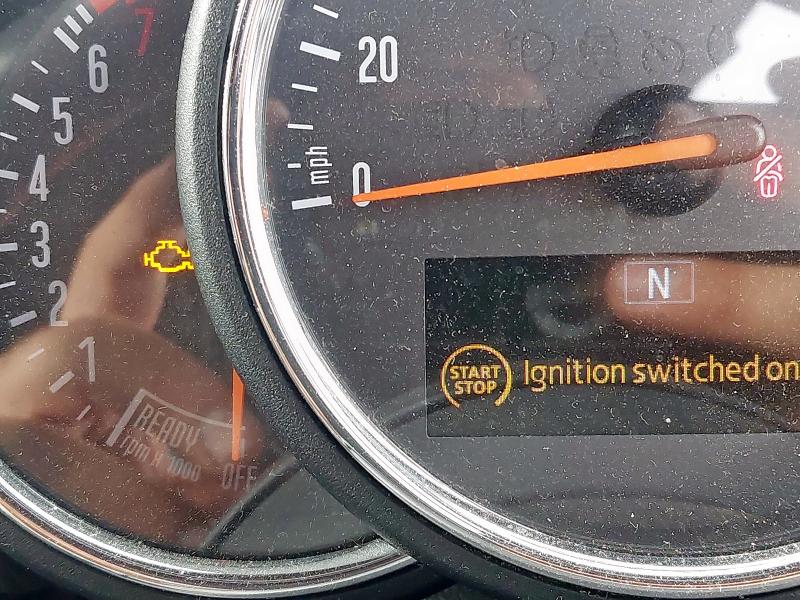 7
6
5
4
3
2
1
READY
rpm x 1000
OFF
20
mph
0
N
START
STOP
Ignition switched on